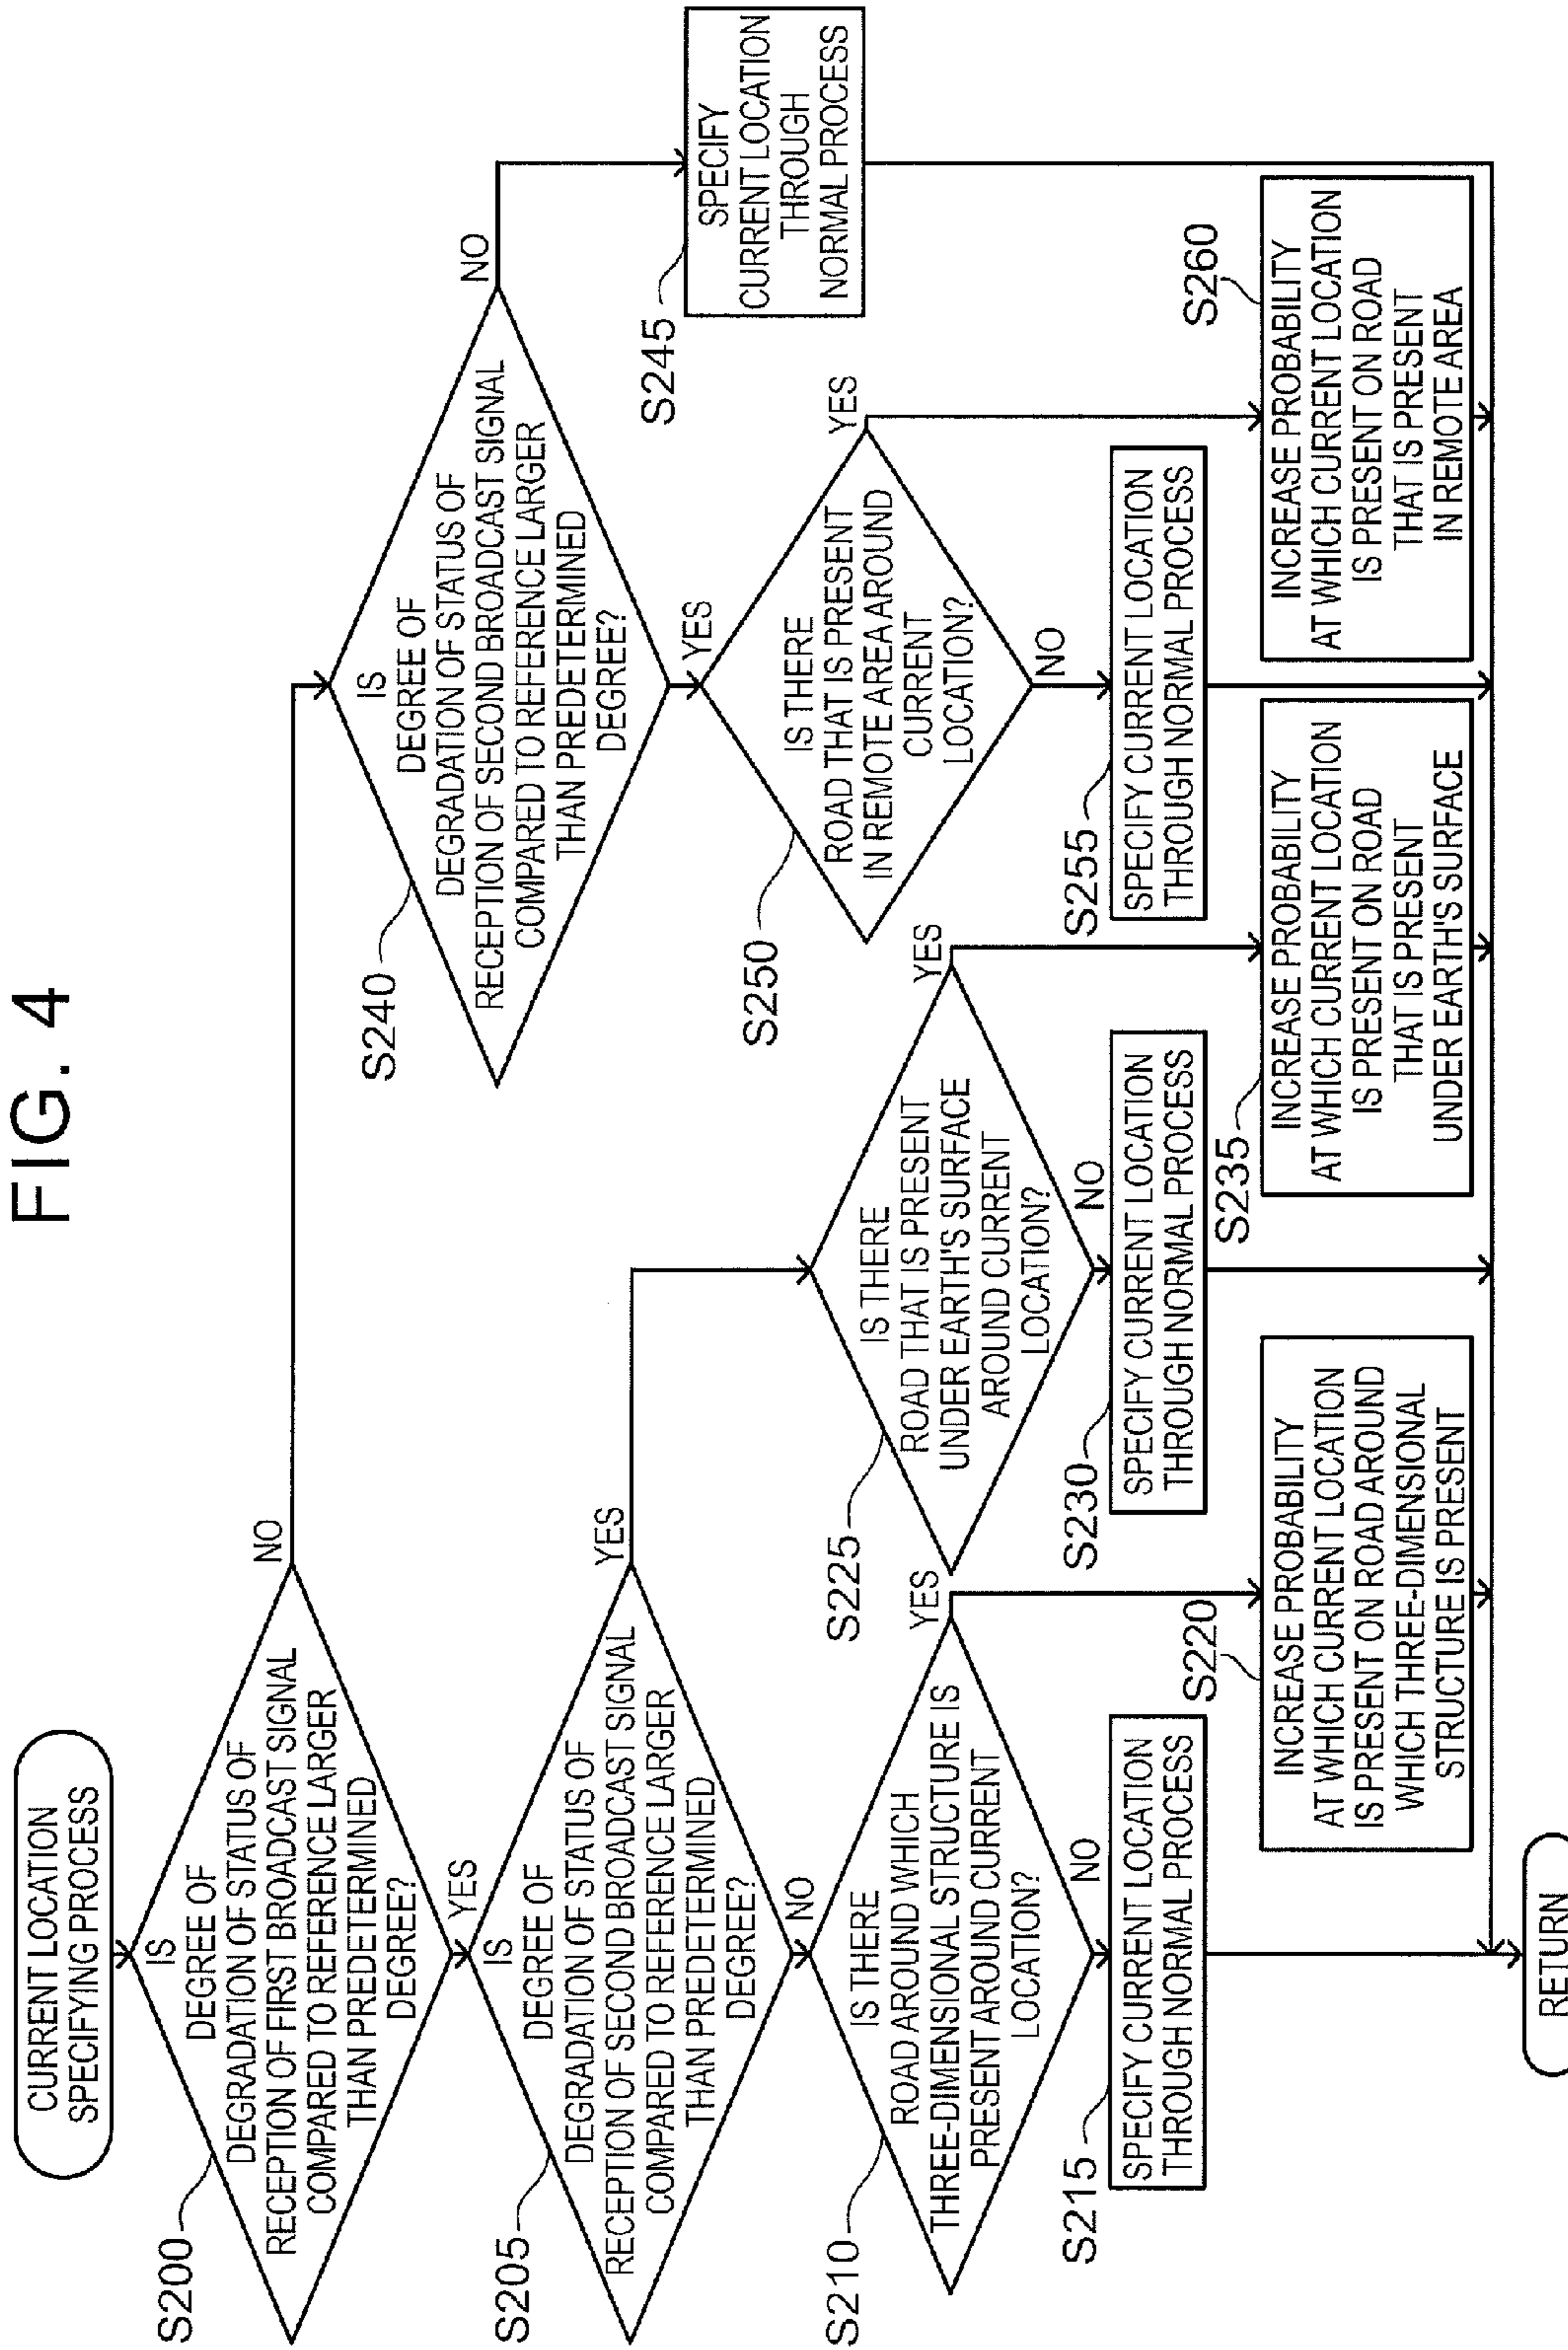 FIG. 4
CURRENT LOCATION
SPECIFYING PROCESS
S200
IS
DEGREE OF
DEGRADATION OF STATUS OF
RECEPTION OF FIRST BROADCAST SIGNAL
COMPARED TO REFERENCE LARGER
THAN PREDETERMINED
DEGREE?
NO
YES
S205
IS
DEGREE OF
DEGRADATION OF STATUS OF
RECEPTION OF SECOND BROADCAST SIGNAL
COMPARED TO REFERENCE LARGER
THAN PREDETERMINED
DEGREE?
YES
NO
S210
IS THERE
ROAD AROUND WHICH
THREE-DIMENSIONAL STRUCTURE IS
PRESENT AROUND CURRENT
LOCATION?
YES
NO
S215
SPECIFY CURRENT LOCATION
THROUGH NORMAL PROCESS
S220
INCREASE PROBABILITY
AT WHICH CURRENT LOCATION
IS PRESENT ON ROAD AROUND
WHICH THREE-DIMENSIONAL
STRUCTURE IS PRESENT
S225
IS THERE
ROAD THAT IS PRESENT
UNDER EARTH'S SURFACE
AROUND CURRENT
LOCATION?
YES
NO
S230
SPECIFY CURRENT LOCATION
THROUGH NORMAL PROCESS
S235
INCREASE PROBABILITY
AT WHICH CURRENT LOCATION
IS PRESENT ON ROAD
THAT IS PRESENT
UNDER EARTH'S SURFACE
S240
IS
DEGREE OF
DEGRADATION OF STATUS OF
RECEPTION OF SECOND BROADCAST SIGNAL
COMPARED TO REFERENCE LARGER
THAN PREDETERMINED
DEGREE?
NO
YES
S245
SPECIFY
CURRENT LOCATION
THROUGH
NORMAL PROCESS
S250
IS THERE
ROAD THAT IS PRESENT
IN REMOTE AREA AROUND
CURRENT
LOCATION?
YES
NO
S255
SPECIFY CURRENT LOCATION
THROUGH NORMAL PROCESS
S260
INCREASE PROBABILITY
AT WHICH CURRENT LOCATION
IS PRESENT ON ROAD
THAT IS PRESENT
IN REMOTE AREA
RETURN